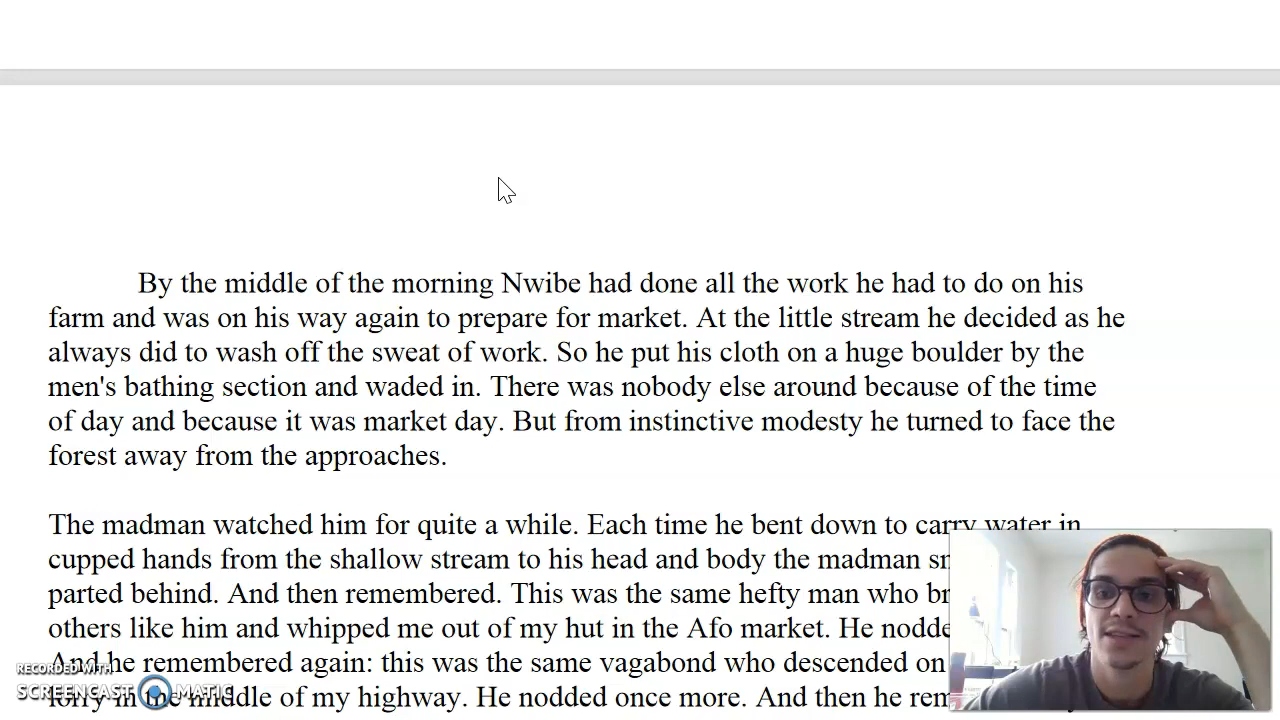 By the middle of the morning Nwibe had done all the work he had to do on his
farm and was on his way again to prepare for market. At the little stream he decided as he
always did to wash off the sweat of work. So he put his cloth on a huge boulder by the
men's bathing section and waded in. There was nobody else around because of the time
of day and because it was market day. But from instinctive modesty he turned to face the
forest away from the approaches.
The madman watched him for quite a while. Each time he bent down to carry water in
cupped hands from the shallow stream to his head and body the madman
parted behind. And then remembered. This was the same hefty man who
others like him and whipped me out of my hut in the Afo market. He
And he remembered again: this was the same vagabond who descended on
lorry in the middle of my highway. He nodded once more. And then he
RECORDED WITH
SCREENCAST MATIC